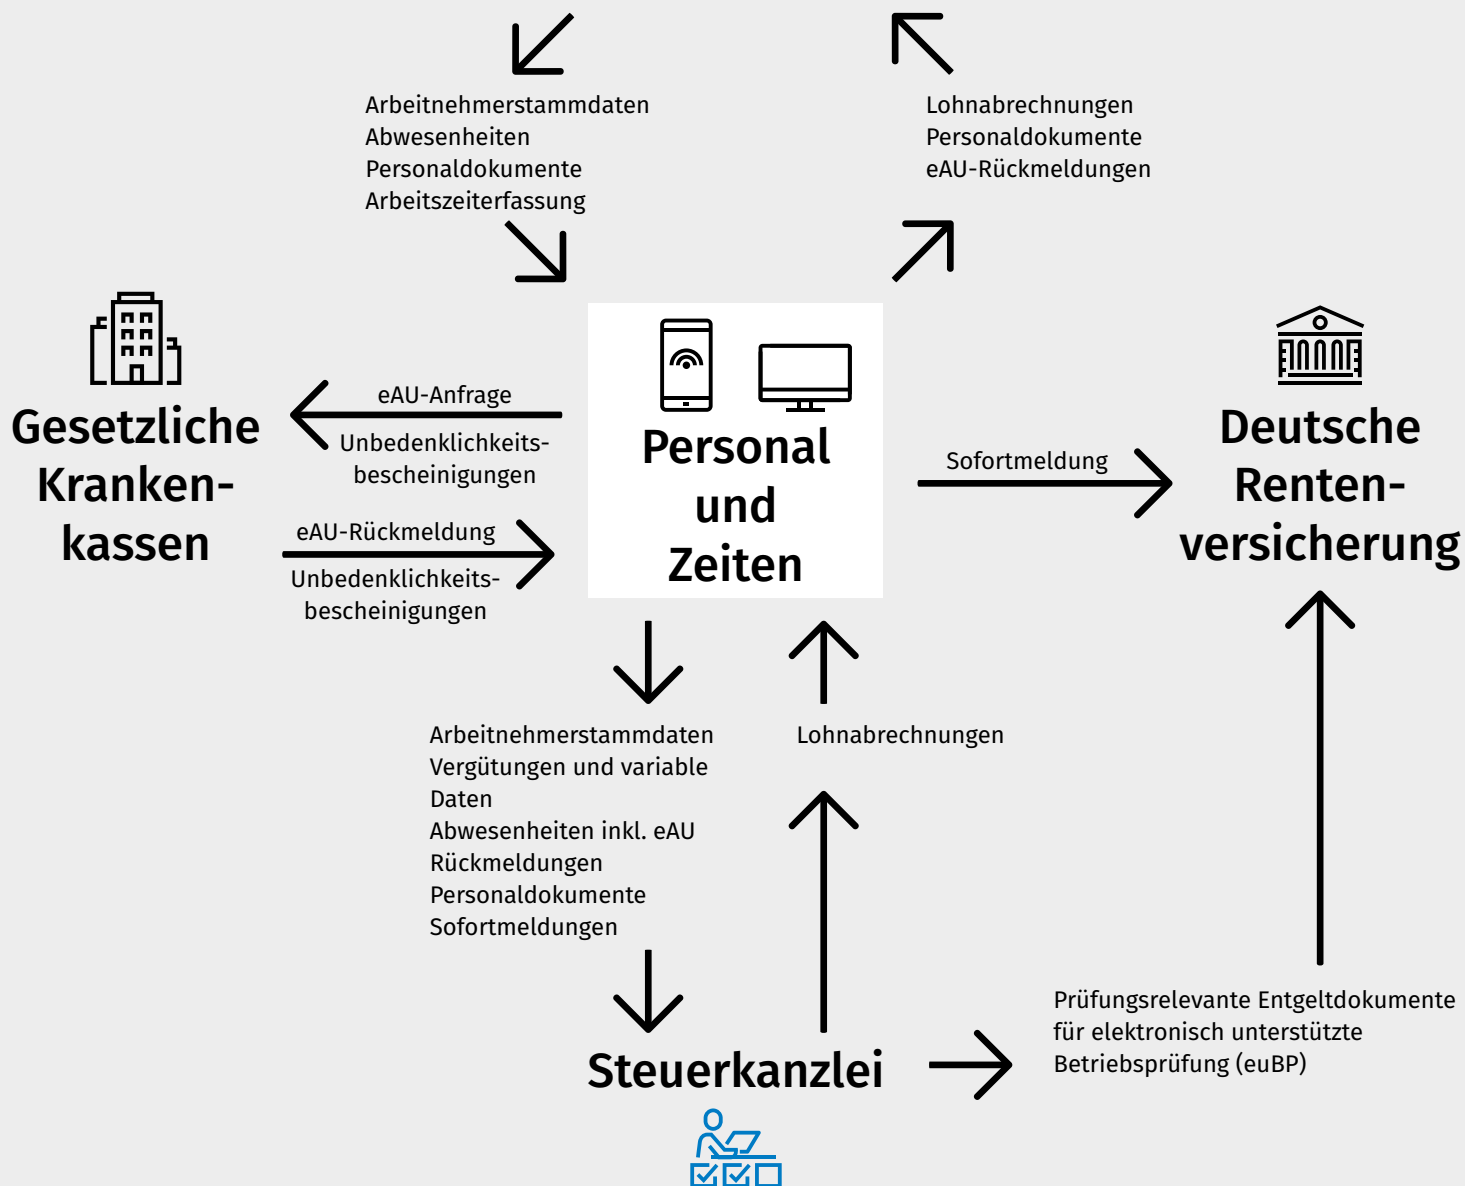 Arbeitnehmerstammdaten
Abwesenheiten
Personaldokumente
Arbeitszeiterfassung
Lohnabrechnungen
Personaldokumente
eAU-Rückmeldungen
Gesetzliche
Kranken-
kassen
eAU-Anfrage
Unbedenklichkeits-
bescheinigungen
eAU-Rückmeldung
Unbedenklichkeits-
bescheinigungen
Personal
und
Zeiten
Sofortmeldung
Deutsche
Renten-
versicherung
Arbeitnehmerstammdaten
Vergütungen und variable
Daten
Abwesenheiten inkl. eAU
Rückmeldungen
Personaldokumente
Sofortmeldungen
Lohnabrechnungen
Steuerkanzlei
Prüfungsrelevante Entgeltdokumente
für elektronisch unterstützte
Betriebsprüfung (euBP)